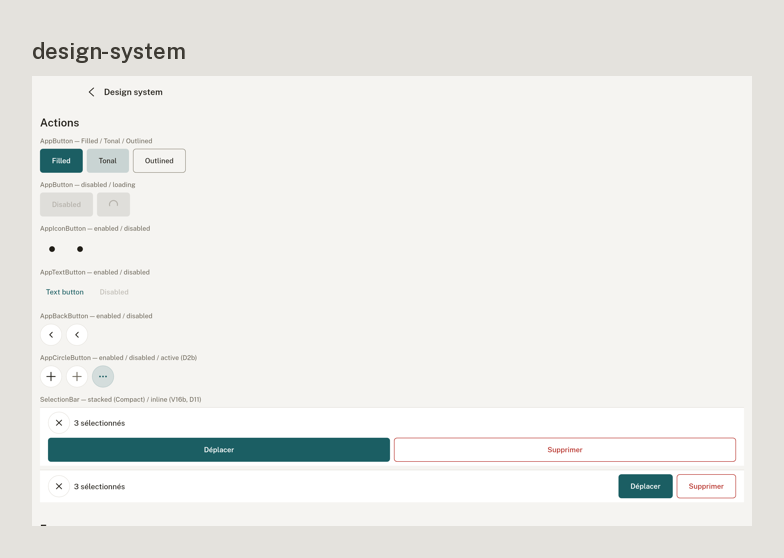 design-system
Design system
Actions
AppButton — Filled / Tonal / Outlined
Filled
Tonal
Outlined
AppButton — disabled / loading
Disabled
AppIconButton — enabled / disabled
AppTextButton — enabled / disabled
Text button
Disabled
AppBackButton — enabled / disabled
AppCircleButton — enabled / disabled / active (D2b)
SelectionBar — stacked (Compact) / inline (V16b, D11)
3 sélectionnés
Déplacer
Supprimer
3 sélectionnés
Déplacer
Supprimer